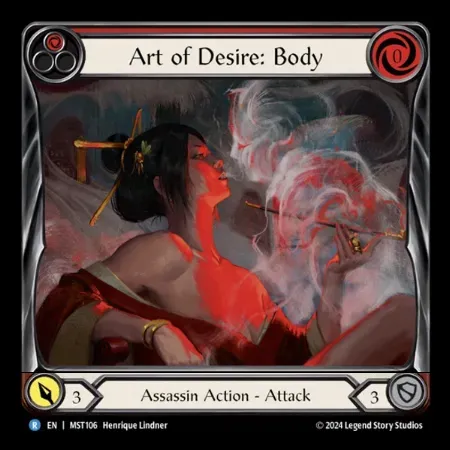 Art of Desire: Body
0
3
Assassin Action - Attack
3
R EN | MST106 Henrique Lindner
© 2024 Legend Story Studios